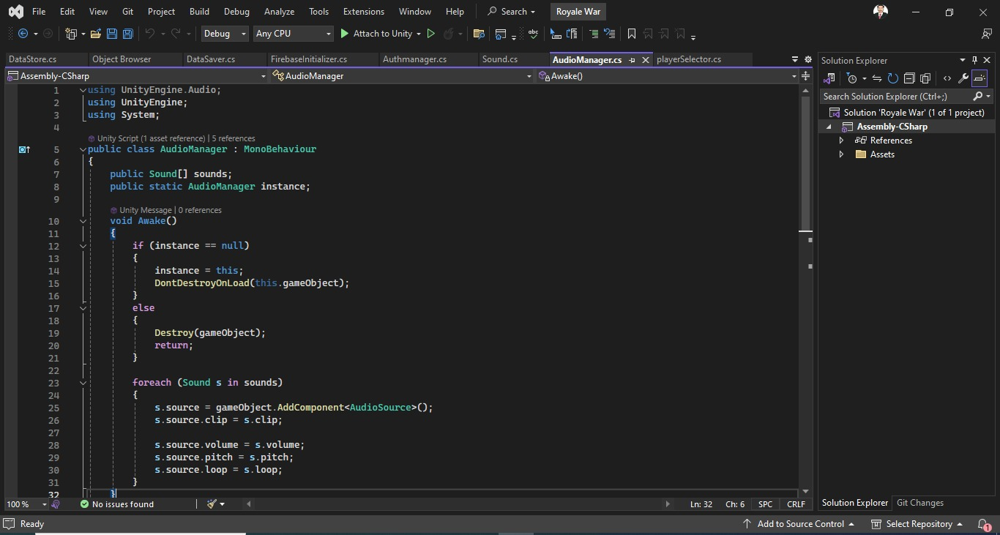 File Edit View Git Project Build Debug Analyze Tools Extensions Window Help Search Royale War
Debug Any CPU Attach to Unity abc
DataStore.cs Object Browser DataSaver.cs FirebaseInitializer.cs Authmanager.cs Sound.cs AudioManager.cs playerSelector.cs
Assembly-CSharp AudioManager Awake()
1 using UnityEngine.Audio;
2 using UnityEngine;
3 using System;
4
Unity Script (1 asset reference) | 5 references
5 public class AudioManager : MonoBehaviour
6 {
7 public Sound[] sounds;
8 public static AudioManager instance;
9
Unity Message | 0 references
10 void Awake()
11 {
12 if (instance == null)
13 {
14 instance = this;
15 DontDestroyOnLoad(this.gameObject);
16 }
17 else
18 {
19 Destroy(gameObject);
20 return;
21 }
22
23 foreach (Sound s in sounds)
24 {
25 s.source = gameObject.AddComponent<AudioSource>();
26 s.source.clip = s.clip;
27
28 s.source.volume = s.volume;
29 s.source.pitch = s.pitch;
30 s.source.loop = s.loop;
31 }
32 }
100 % No issues found Ln: 32 Ch: 6 SPC CRLF
Solution Explorer
Search Solution Explorer (Ctrl+;)
Solution 'Royale War' (1 of 1 project)
Assembly-CSharp
References
Assets
Solution Explorer Git Changes
Ready Add to Source Control Select Repository 1